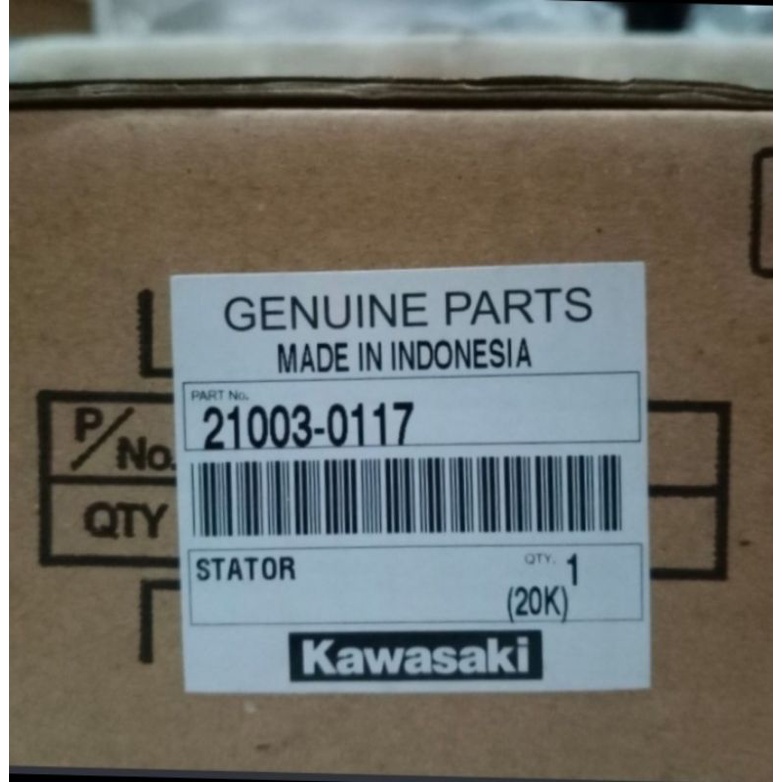 GENUINE PARTS
MADE IN INDONESIA
PART No.
21003-0117
P/No.
QTY
STATOR
QTY. 1
(20K)
Kawasaki